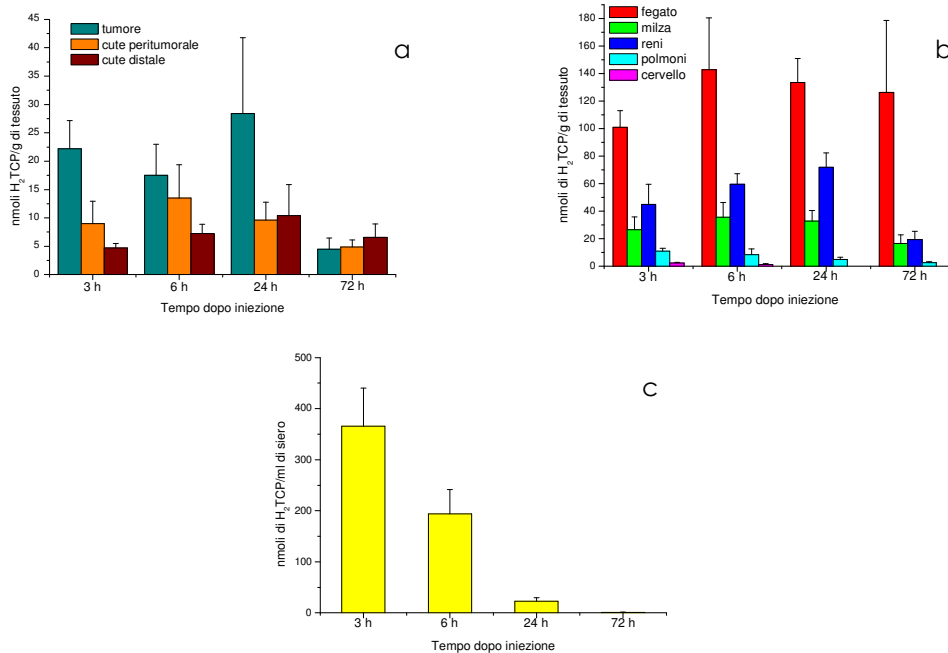 45
40
35
30
25
20
15
10
5
0
nmoli H₂TCP/g di tessuto
tumore
cute peritumorale
cute distale
a
3 h 6 h 24 h 72 h
Tempo dopo iniezione
180
160
140
120
100
80
60
40
20
0
nmoli di H₂TCP/g di tessuto
fegato
milza
reni
polmoni
cervello
b
3 h 6 h 24 h 72 h
Tempo dopo iniezione
500
400
300
200
100
0
nmoli di H₂TCP/ml di siero
c
3 h 6 h 24 h 72 h
Tempo dopo iniezione